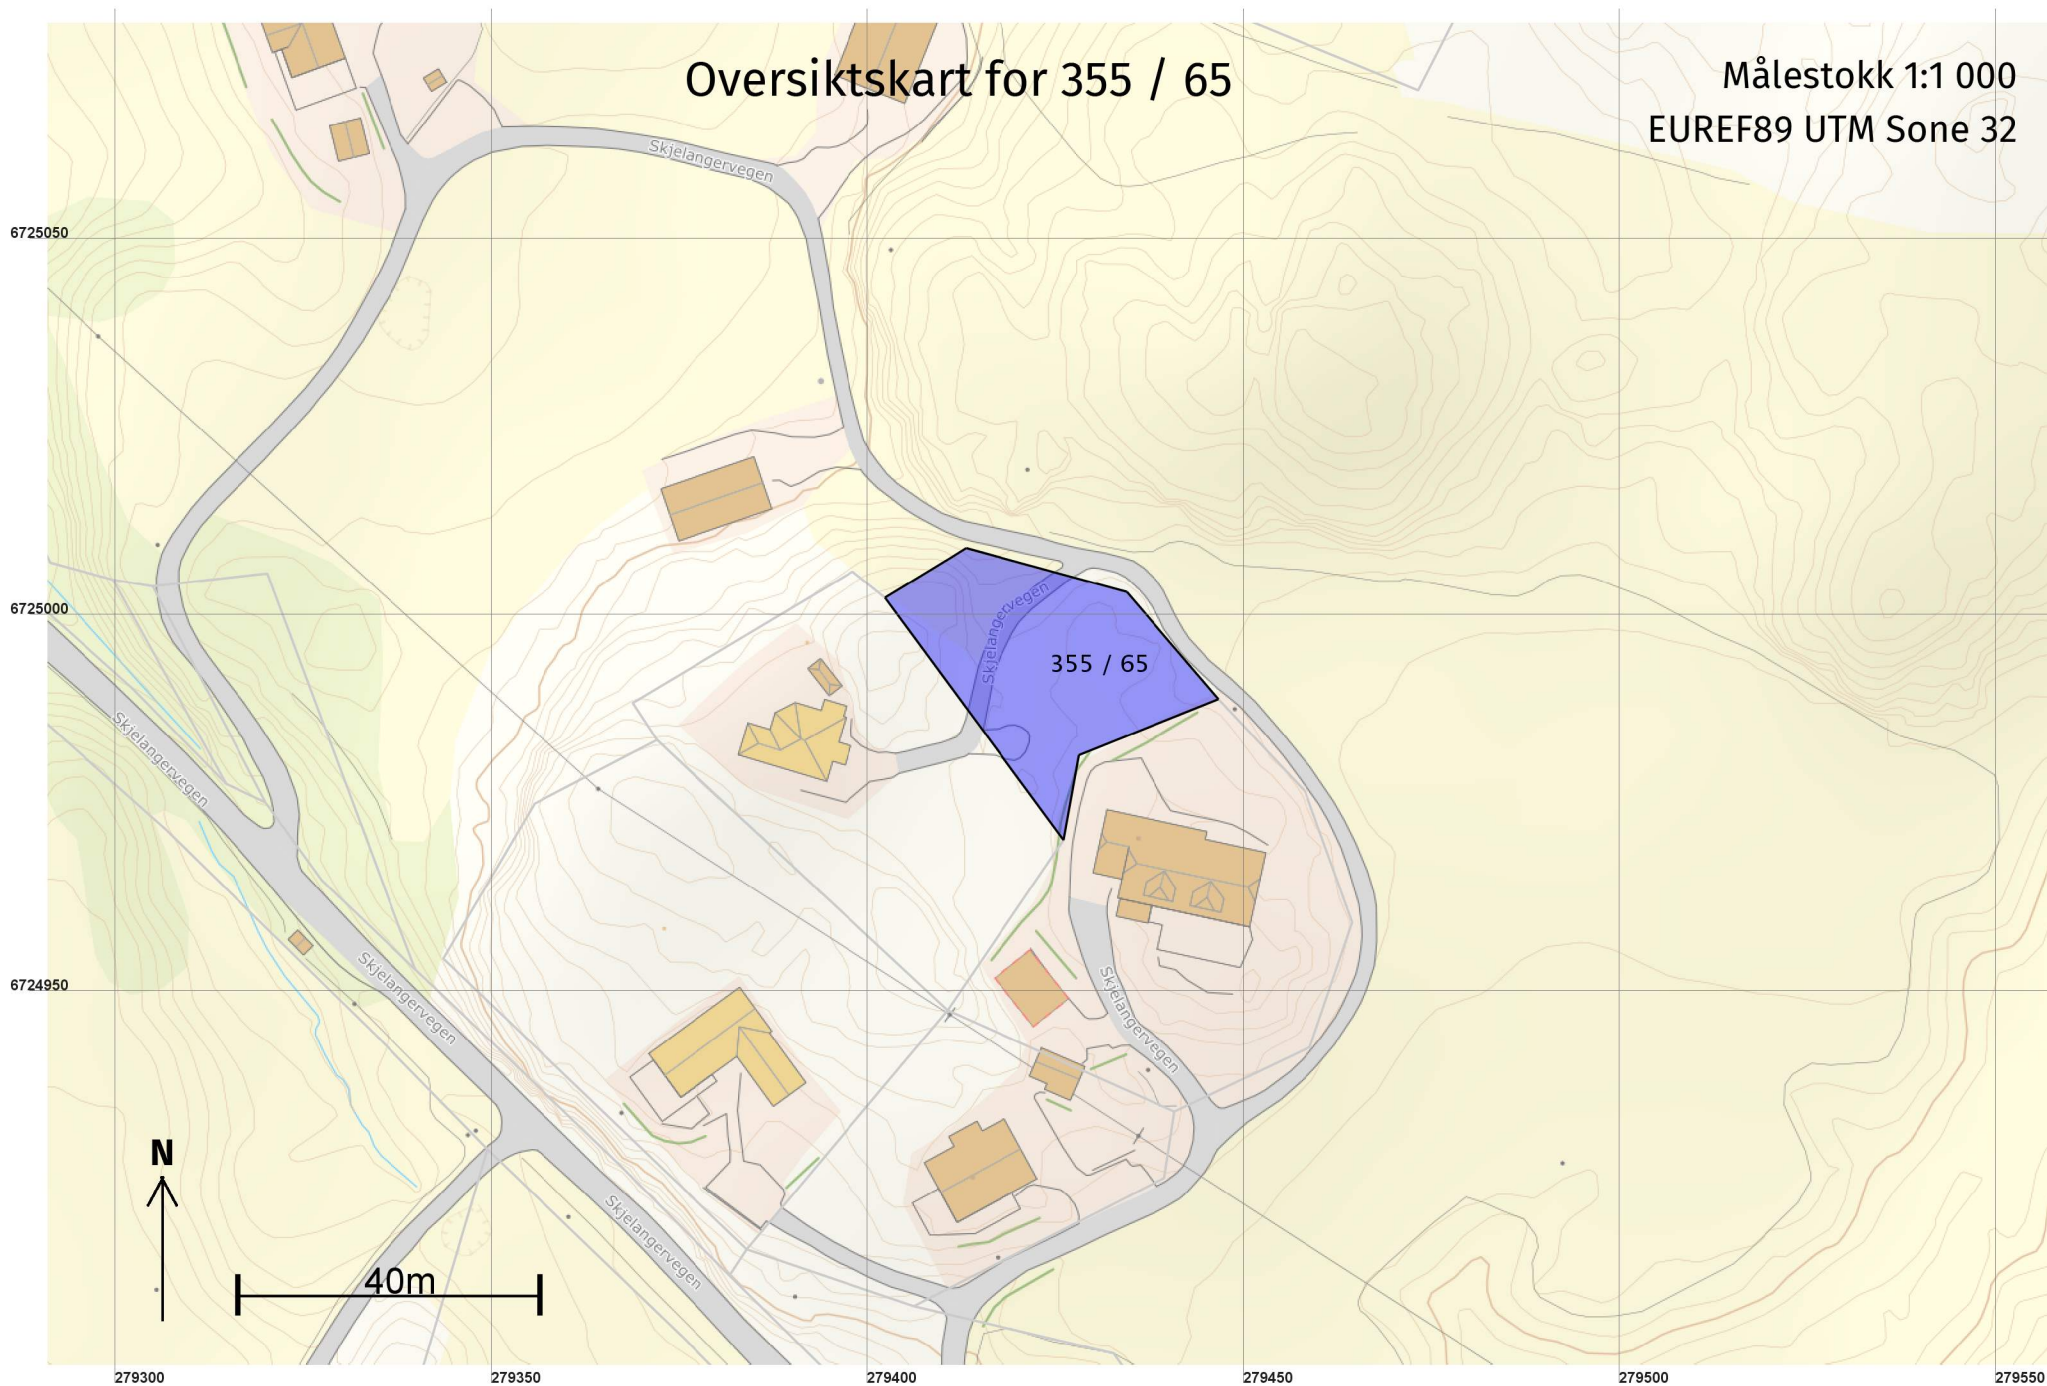 Oversiktskart for 355 / 65
Målestokk 1:1 000
EUREF89 UTM Sone 32
Skjelangervegen
6725050
6725000
Skjelangervegen
355 / 65
Skjelangervegen
Skjelangervegen
6724950
Skjelangervegen
N
Skjelangervegen
40m
279300
279350
279400
279450
279500
279550